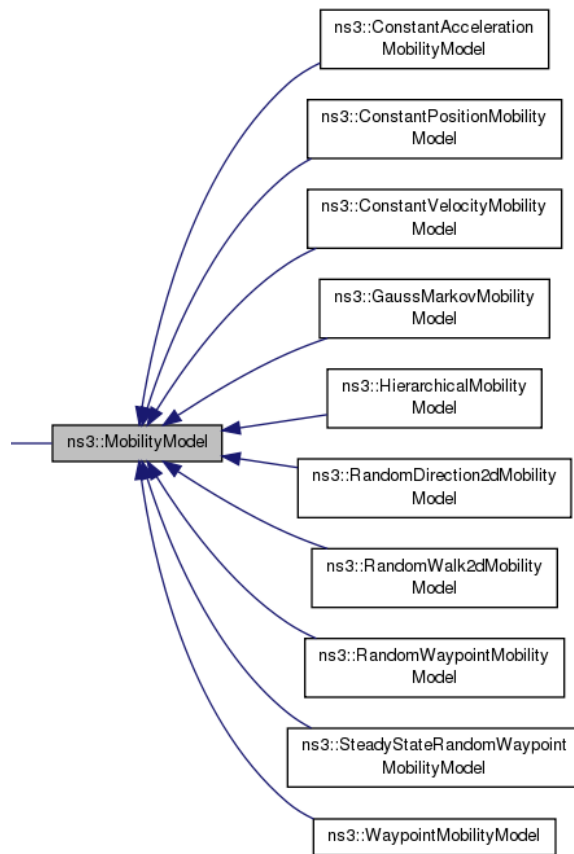 ns3::ConstantAcceleration
MobilityModel
ns3::ConstantPositionMobility
Model
ns3::ConstantVelocityMobility
Model
ns3::GaussMarkovMobility
Model
ns3::HierarchicalMobility
Model
ns3::MobilityModel
ns3::RandomDirection2dMobility
Model
ns3::RandomWalk2dMobility
Model
ns3::RandomWaypointMobility
Model
ns3::SteadyStateRandomWaypoint
MobilityModel
ns3::WaypointMobilityModel